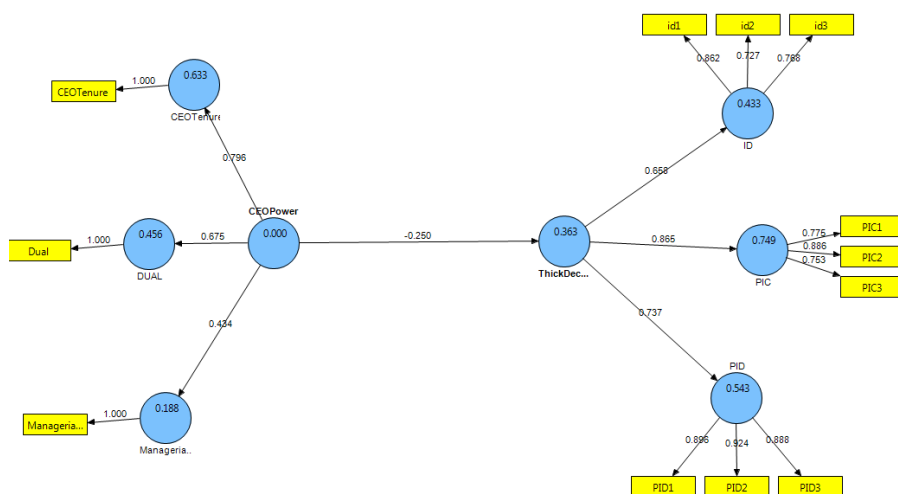 id1
id2
id3
0.862
0.727
0.768
0.433
ID
0.633
1.000
CEOTenure
CEOTenure
0.796
0.658
CEOPower
0.000
0.456
1.000
Dual
DUAL
0.675
-0.250
0.363
ThickDec...
0.865
0.749
PIC
0.775
0.886
0.753
PIC1
PIC2
PIC3
0.434
0.737
0.188
1.000
Manageria...
Manageria..
PID
0.543
0.896
0.924
0.888
PID1
PID2
PID3